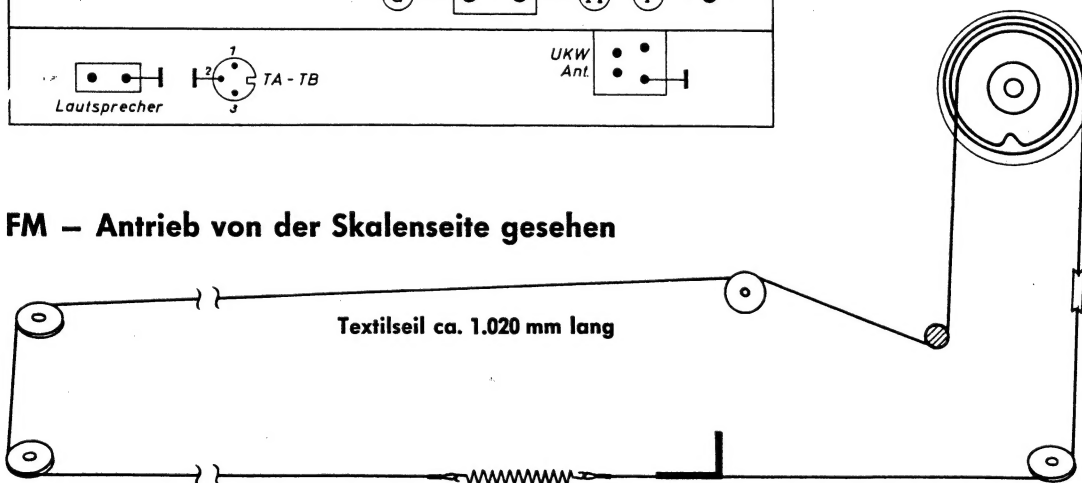 UKW
Ant.
1
2
TA - TB
3
Lautsprecher
FM – Antrieb von der Skalenseite gesehen
Textilseil ca. 1.020 mm lang